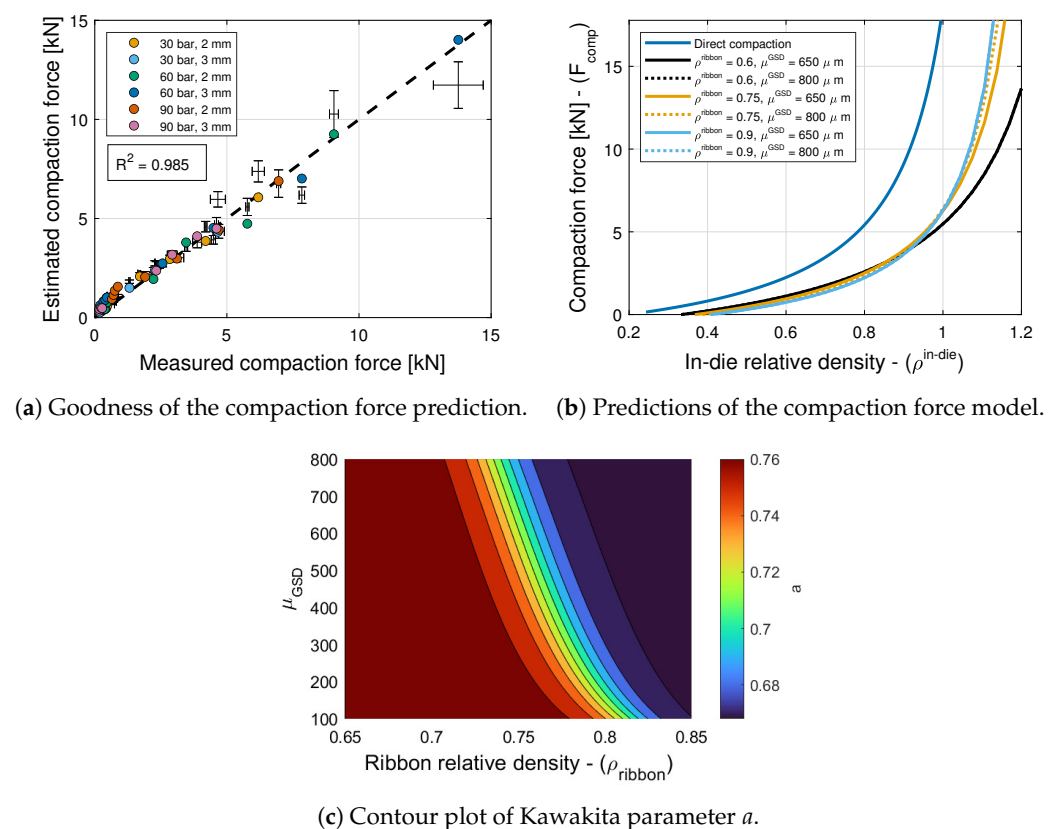 Estimated compaction force [kN]
15
10
5
0
30 bar, 2 mm
30 bar, 3 mm
60 bar, 2 mm
60 bar, 3 mm
90 bar, 2 mm
90 bar, 3 mm
R² = 0.985
0 5 10 15
Measured compaction force [kN]
(a) Goodness of the compaction force prediction.
Compaction force [kN] - (F_comp)
15
10
5
0
Direct compaction
ρ^ribbon = 0.6, μ^GSD = 650 μ m
ρ^ribbon = 0.6, μ^GSD = 800 μ m
ρ^ribbon = 0.75, μ^GSD = 650 μ m
ρ^ribbon = 0.75, μ^GSD = 800 μ m
ρ^ribbon = 0.9, μ^GSD = 650 μ m
ρ^ribbon = 0.9, μ^GSD = 800 μ m
0.2 0.4 0.6 0.8 1 1.2
In-die relative density - (ρ^in-die)
(b) Predictions of the compaction force model.
μ_GSD
800
700
600
500
400
300
200
100
0.65 0.7 0.75 0.8 0.85
Ribbon relative density - (ρ_ribbon)
0.76
0.74
0.72
0.7
0.68
a
(c) Contour plot of Kawakita parameter a.